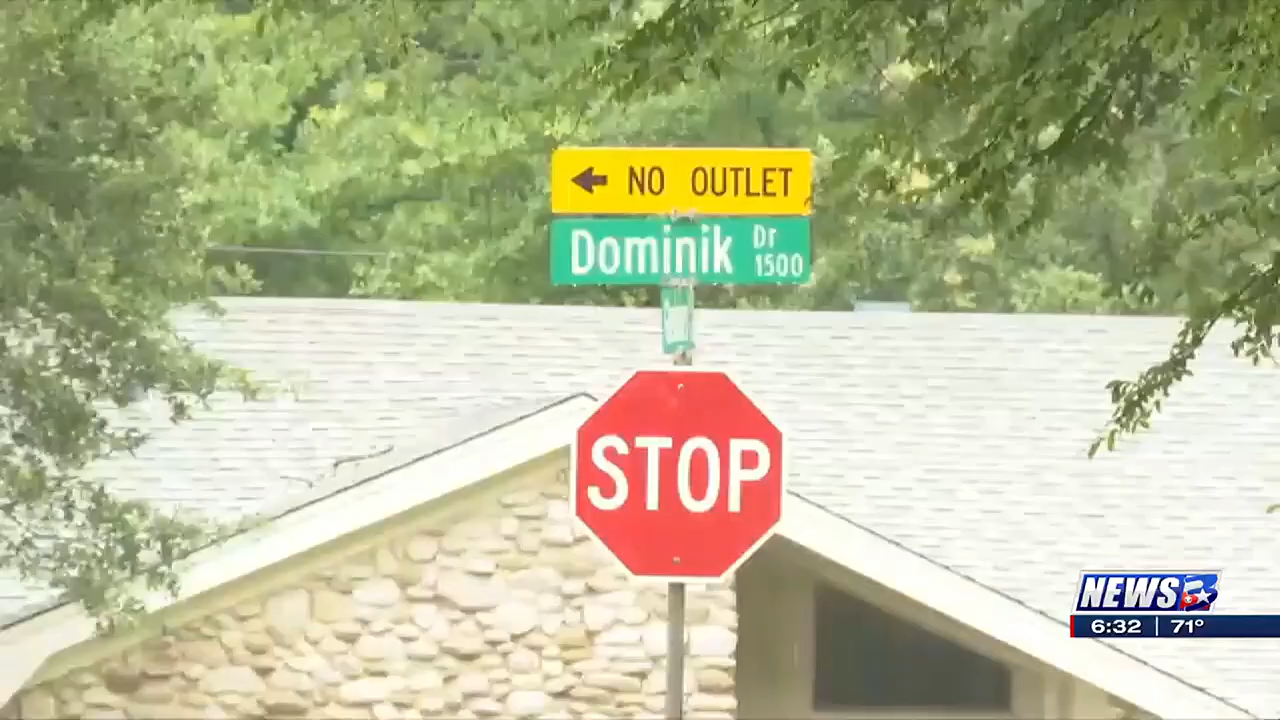 ← NO OUTLET
Dominik Dr
1500
STOP
NEWS 3
6:32 | 71°